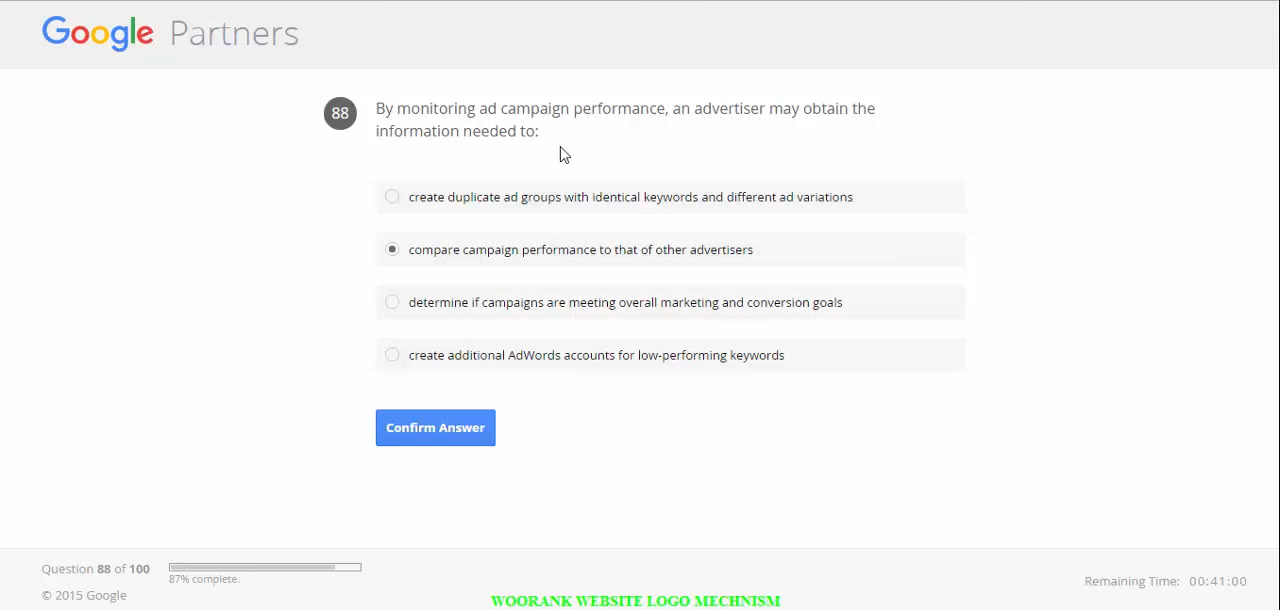 Google Partners
88
By monitoring ad campaign performance, an advertiser may obtain the
information needed to:
create duplicate ad groups with identical keywords and different ad variations
compare campaign performance to that of other advertisers
determine if campaigns are meeting overall marketing and conversion goals
create additional AdWords accounts for low-performing keywords
Confirm Answer
Question 88 of 100
87% complete.
© 2015 Google
Remaining Time: 00:41:00
WOORANK WEBSITE LOGO MECHNISM